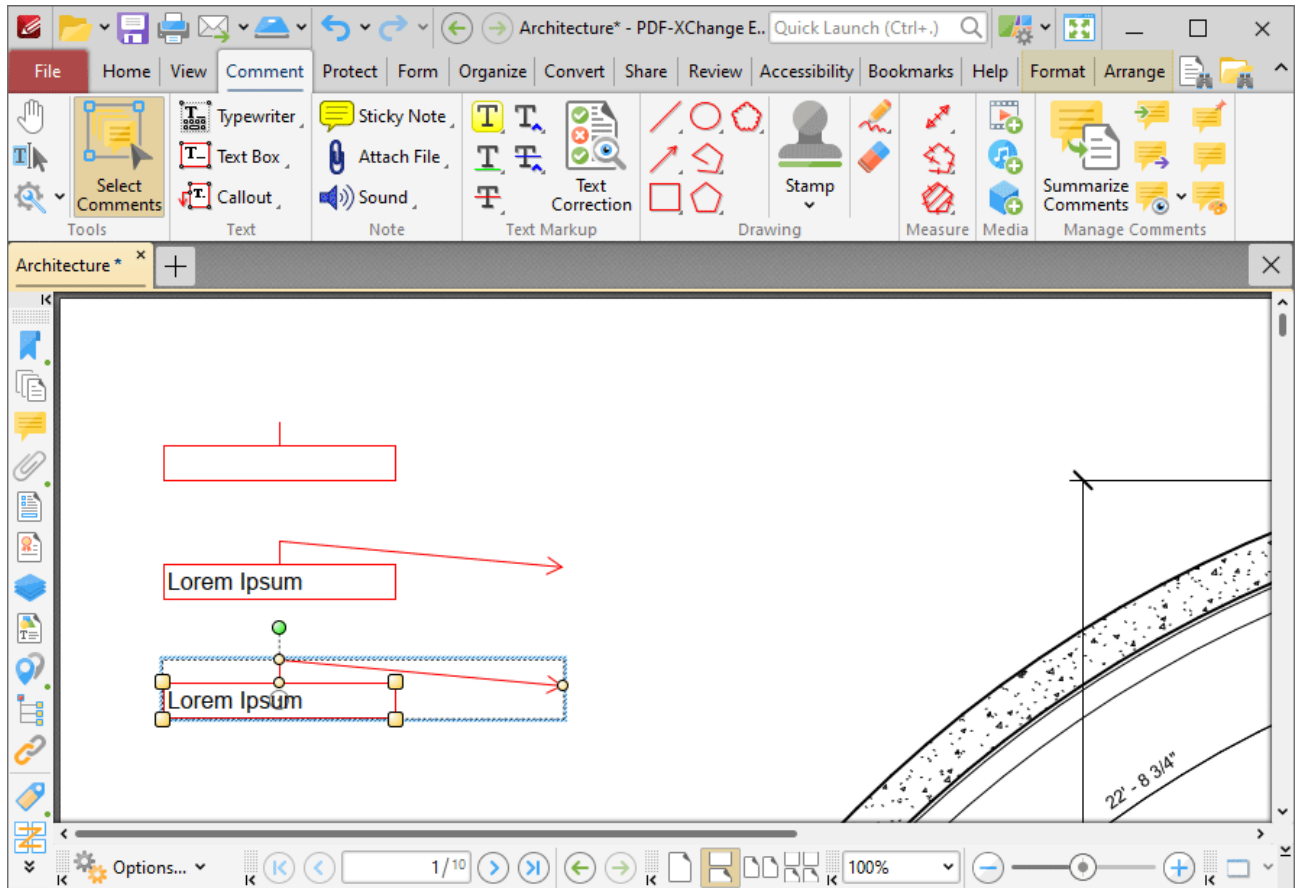 Architecture* - PDF-XChange E.. Quick Launch (Ctrl+.)
File Home View Comment Protect Form Organize Convert Share Review Accessibility Bookmarks Help Format Arrange
Select Comments
Tools
Typewriter
Text Box
Callout
Text
Sticky Note
Attach File
Sound
Note
Text Correction
Text Markup
Stamp
Drawing
Measure
Media
Summarize Comments
Manage Comments
Architecture *
Lorem Ipsum
Lorem Ipsum
22' - 8 3/4"
Options... 1/10 100%